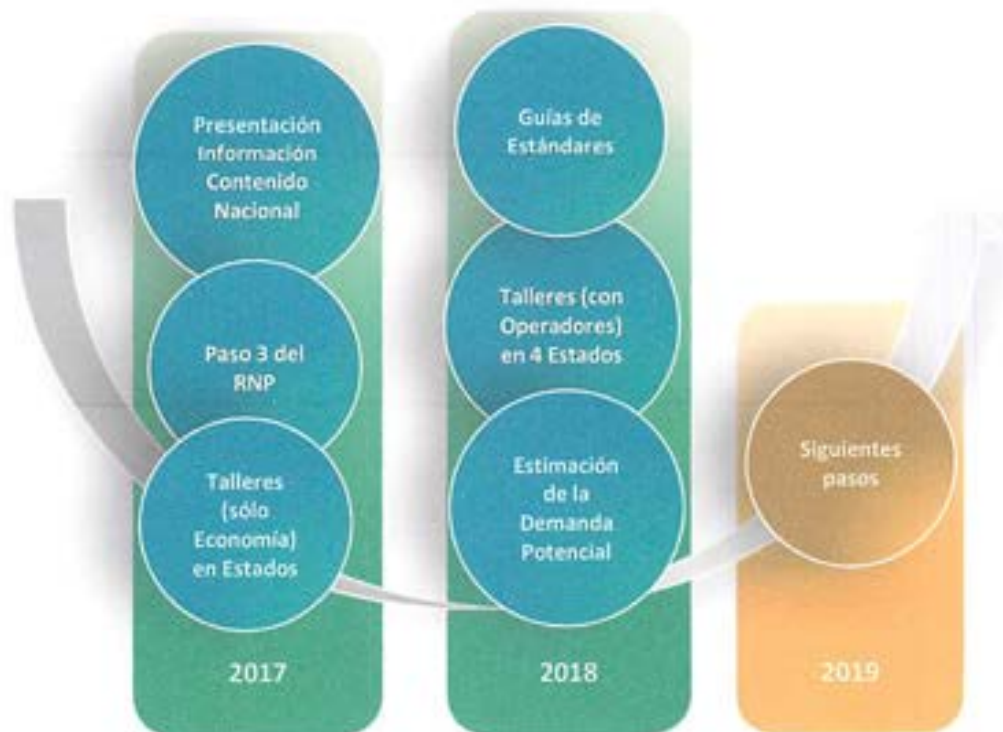 Presentación
Información
Contenido
Nacional
Paso 3 del
RNP
Talleres
(sólo
Economía)
en Estados
2017
Guías de
Estándares
Talleres (con
Operadores)
en 4 Estados
Estimación
de la
Demanda
Potencial
2018
Siguientes
pasos
2019